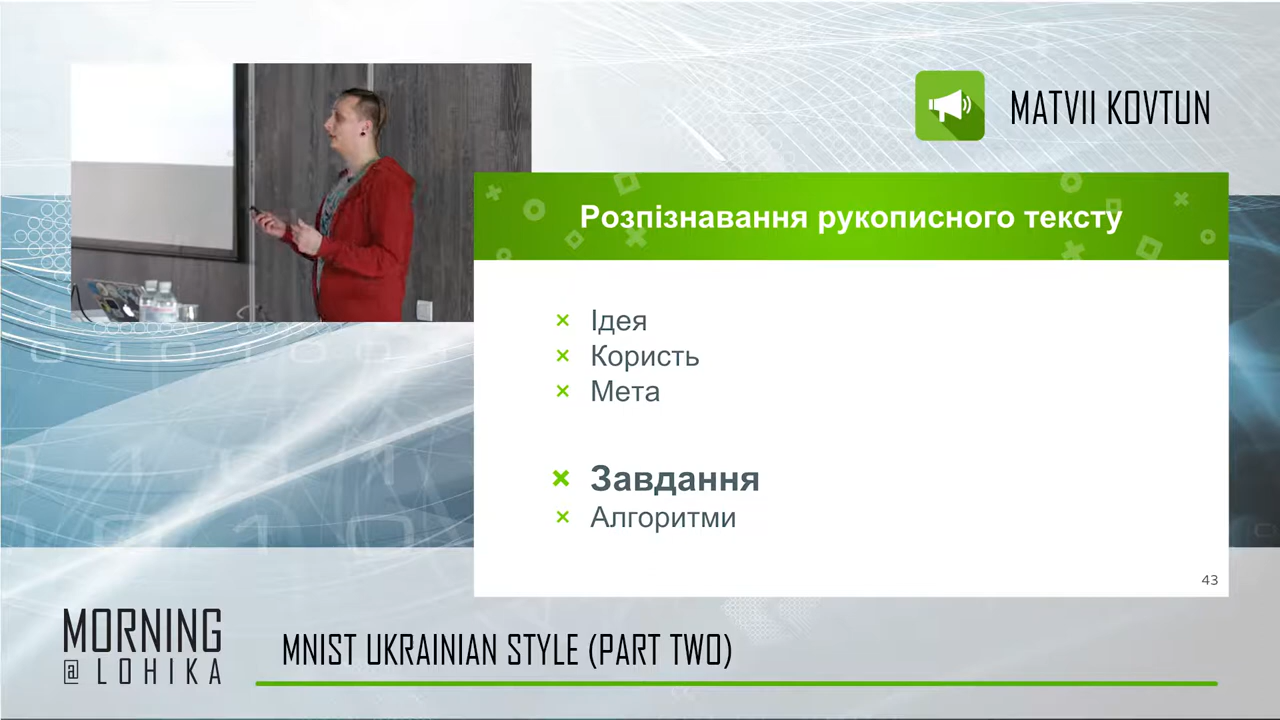 MATVII KOVTUN
Розпізнавання рукописного тексту
Ідея
Користь
Мета
Завдання
Алгоритми
43
MORNING
@ LOHIKA
MNIST UKRAINIAN STYLE (PART TWO)